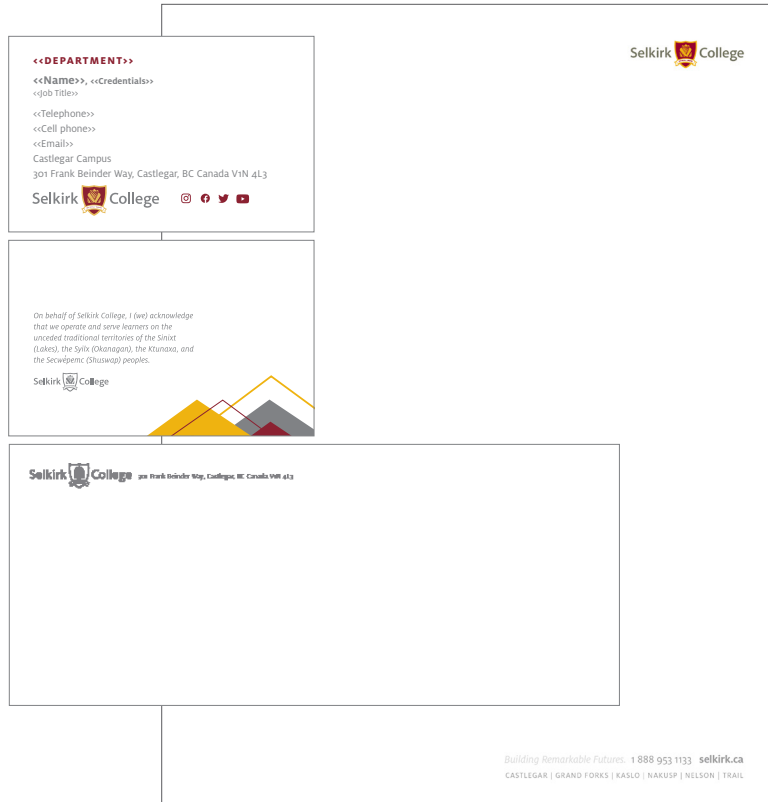 Selkirk College
‹‹DEPARTMENT››
‹‹Name››, ‹‹Credentials››
‹‹Job Title››
‹‹Telephone››
‹‹Cell phone››
‹‹Email››
Castlegar Campus
301 Frank Beinder Way, Castlegar, BC Canada V1N 4L3
Selkirk College
On behalf of Selkirk College, I (we) acknowledge
that we operate and serve learners on the
unceded traditional territories of the Sinixt
(Lakes), the Syilx (Okanagan), the Ktunaxa, and
the Secwépemc (Shuswap) peoples.
Selkirk College
Selkirk College 301 Frank Beinder Way, Castlegar, BC Canada V1N 4L3
Building Remarkable Futures. 1 888 953 1133 selkirk.ca
CASTLEGAR | GRAND FORKS | KASLO | NAKUSP | NELSON | TRAIL